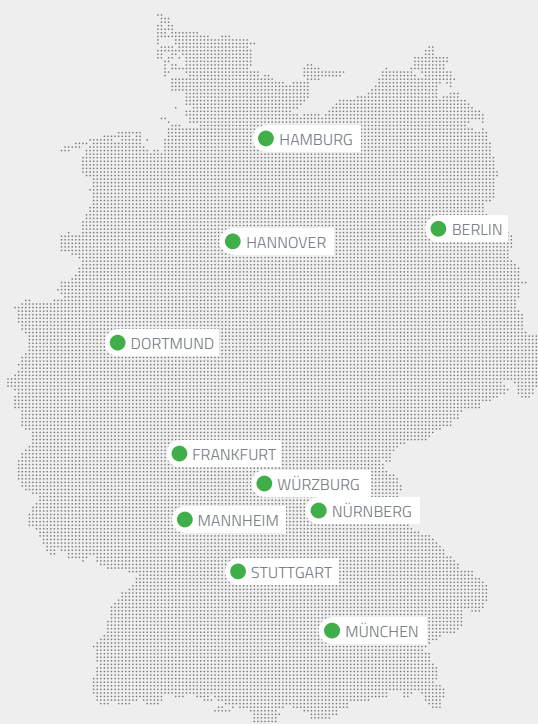 HAMBURG
BERLIN
HANNOVER
DORTMUND
FRANKFURT
WÜRZBURG
NÜRNBERG
MANNHEIM
STUTTGART
MÜNCHEN